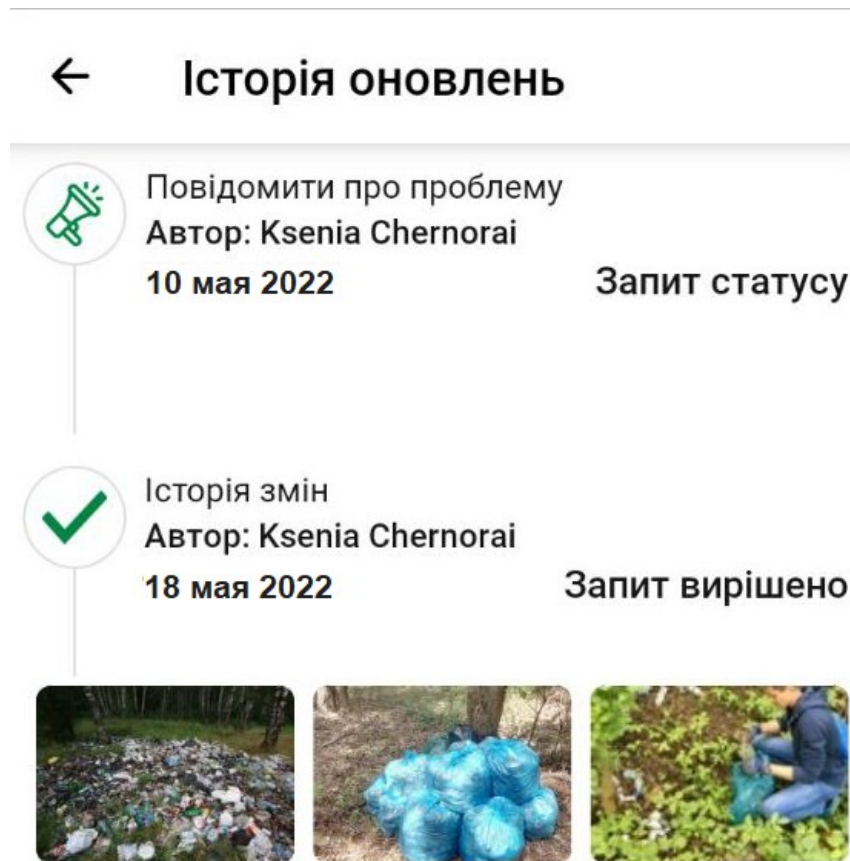 Історія оновлень
Повідомити про проблему
Автор: Ksenia Chernorai
10 мая 2022
Запит статусу
Історія змін
Автор: Ksenia Chernorai
18 мая 2022
Запит вирішено